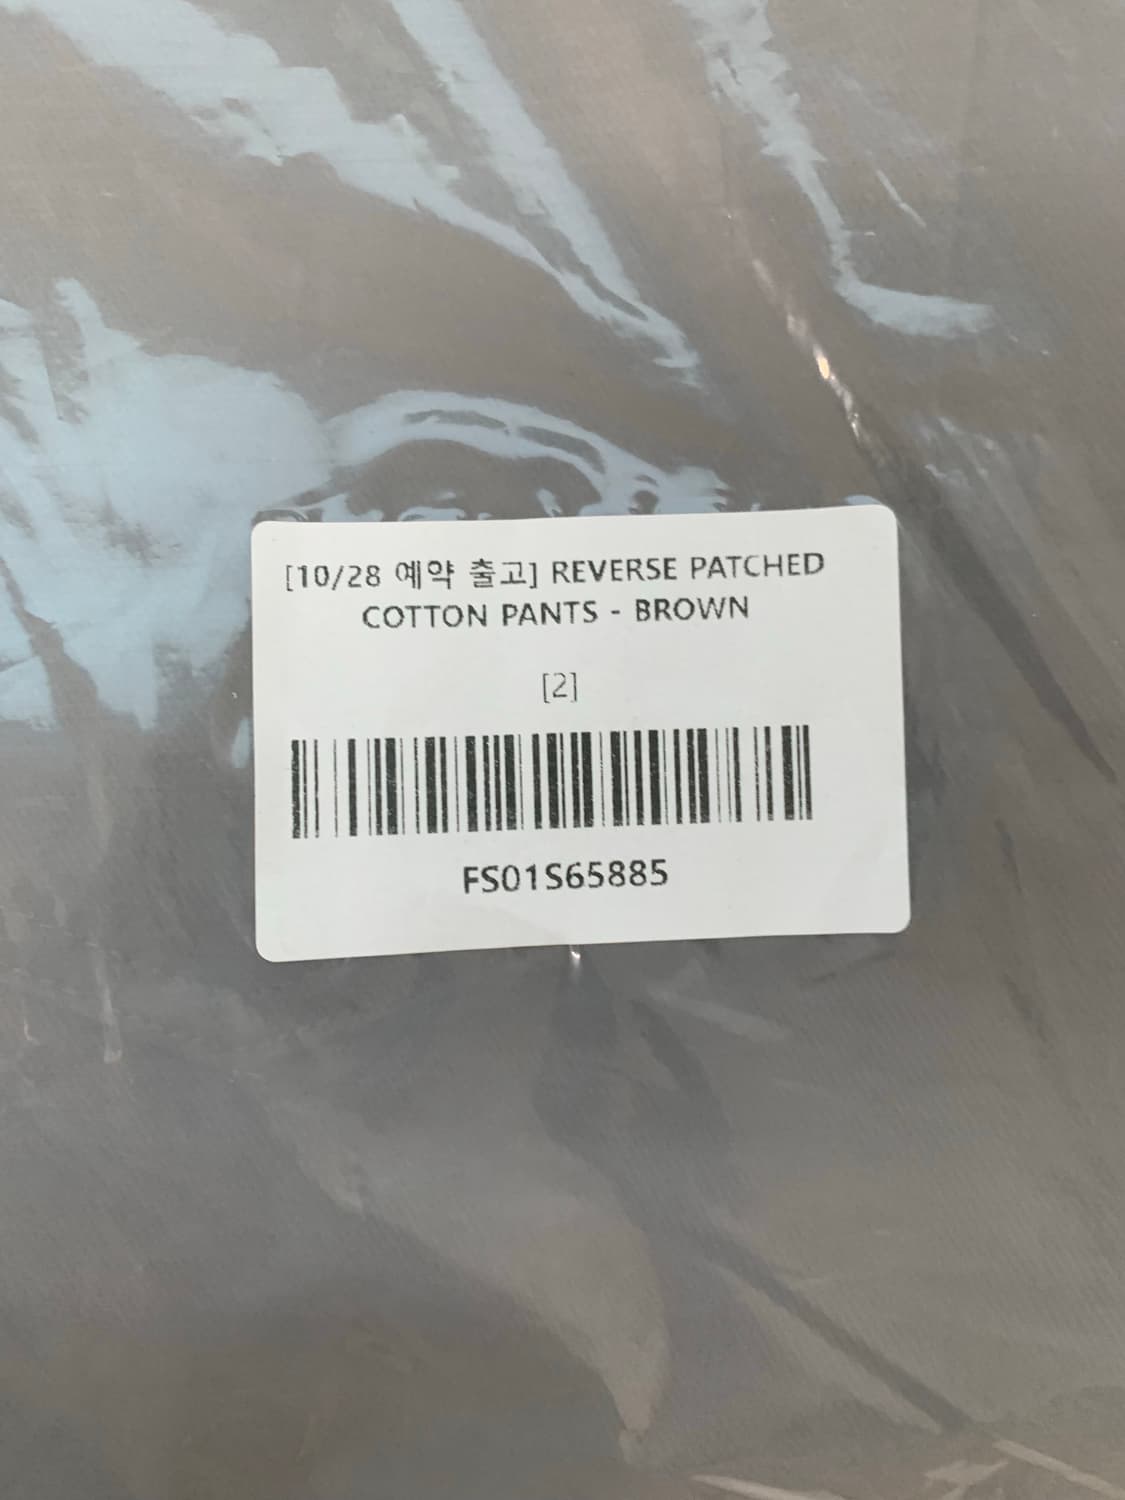 [10/28 예약 출고] REVERSE PATCHED
COTTON PANTS - BROWN
[2]
FS01S65885